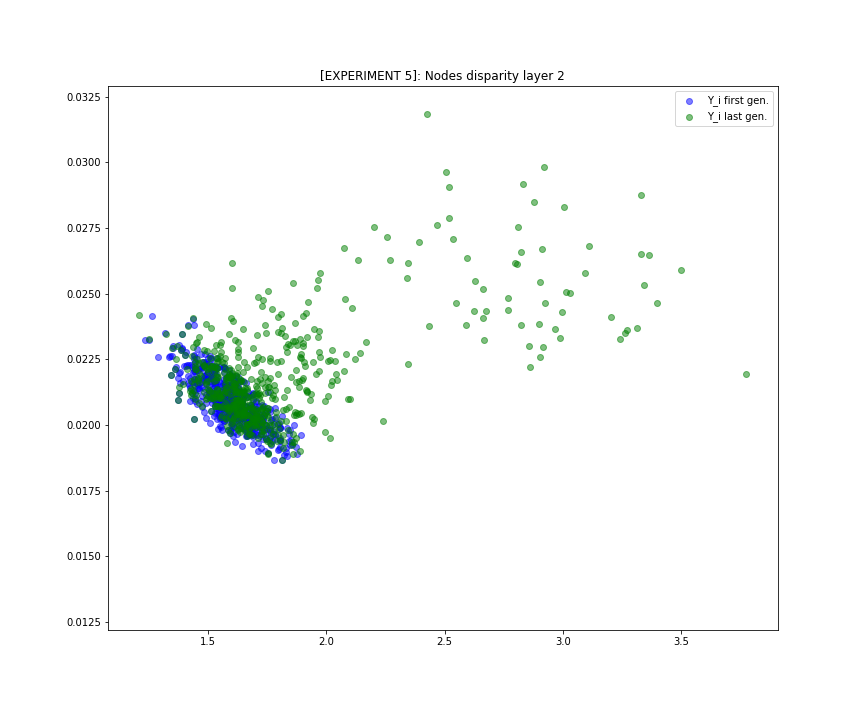 [EXPERIMENT 5]: Nodes disparity layer 2
Y_i first gen.
Y_i last gen.
0.0325
0.0300
0.0275
0.0250
0.0225
0.0200
0.0175
0.0150
0.0125
1.5 2.0 2.5 3.0 3.5